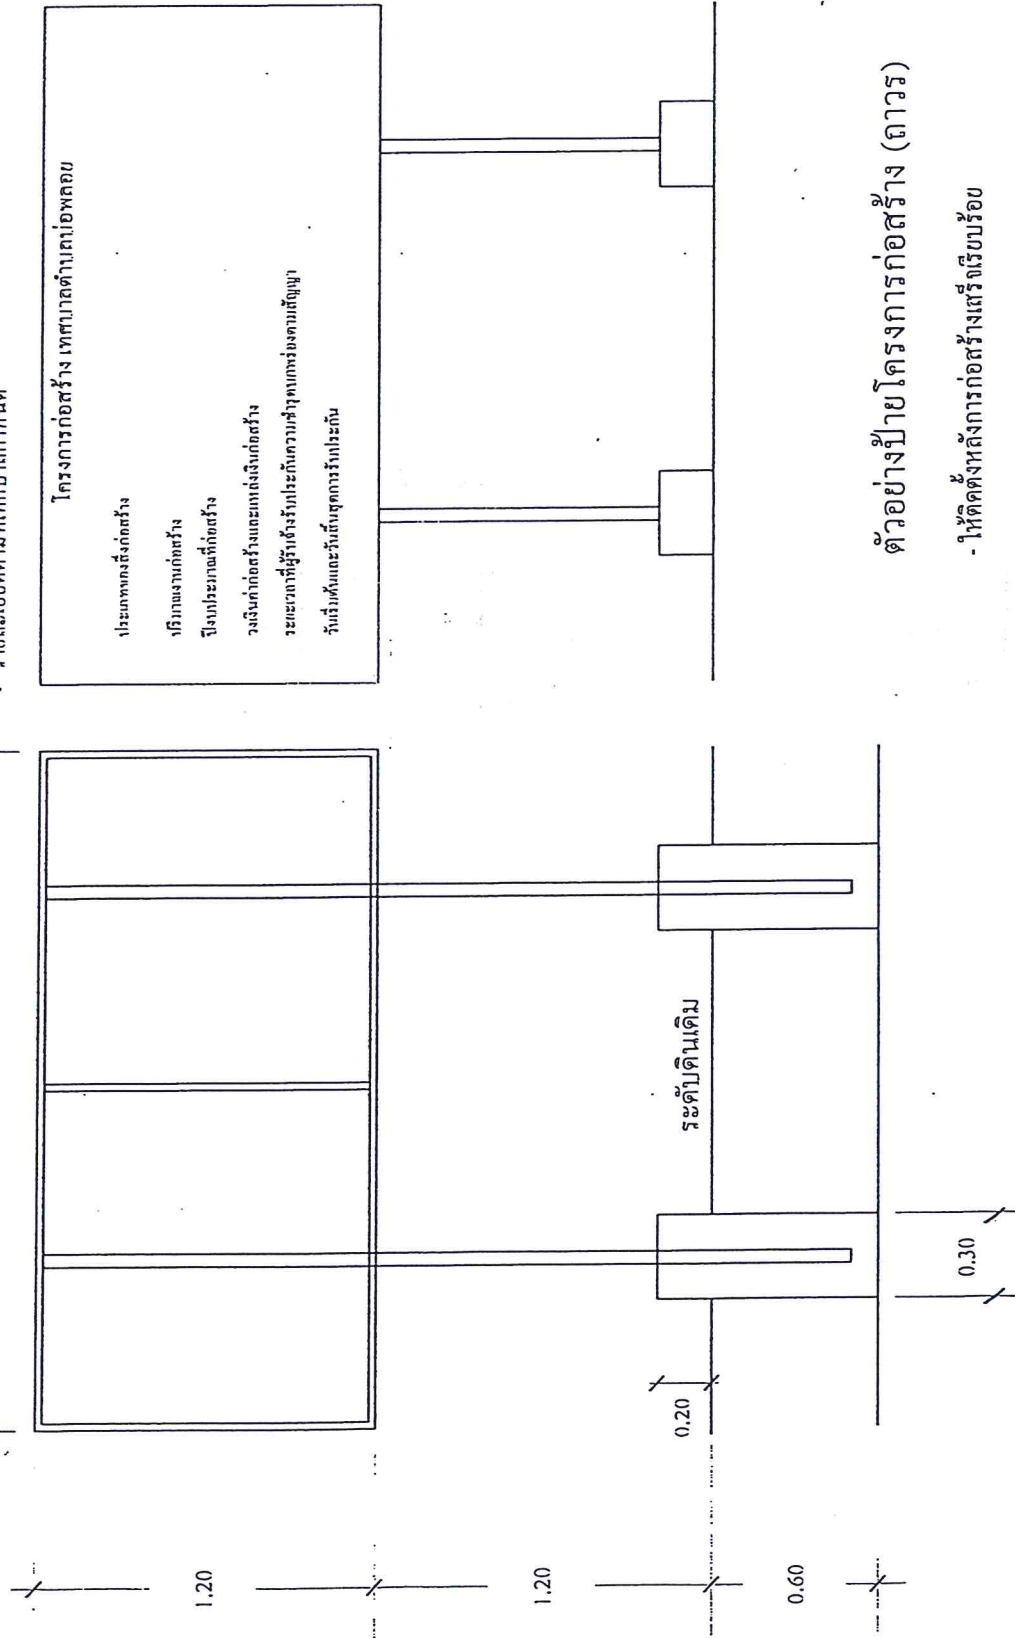 โครงการก่อสร้าง เทศบาลตำบลบ่อพลอย
ประเภทของสิ่งก่อสร้าง
ปริมาณงานก่อสร้าง
ปีงบประมาณที่ก่อสร้าง
วงเงินค่าก่อสร้างและแหล่งเงินก่อสร้าง
ระยะเวลาที่ผู้รับจ้างรับประกันความชำรุดบกพร่องตามสัญญา
วันเริ่มต้นและวันสิ้นสุดการรับประกัน
1.20
1.20
0.60
0.20
0.30
ระดับดินเดิม
ตัวอย่างป้ายโครงการก่อสร้าง (ถาวร)
- ให้ติดตั้งหลังการก่อสร้างเสร็จเรียบร้อย